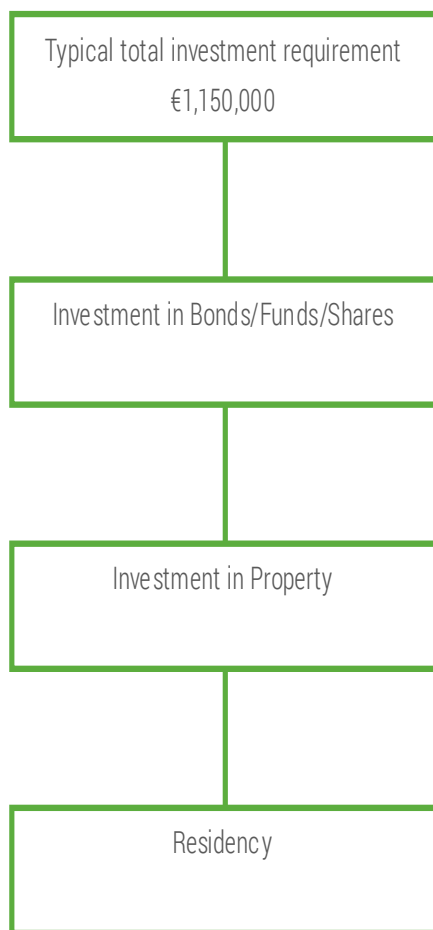 Typical total investment requirement
€1,150,000
Investment in Bonds/Funds/Shares
Investment in Property
Residency